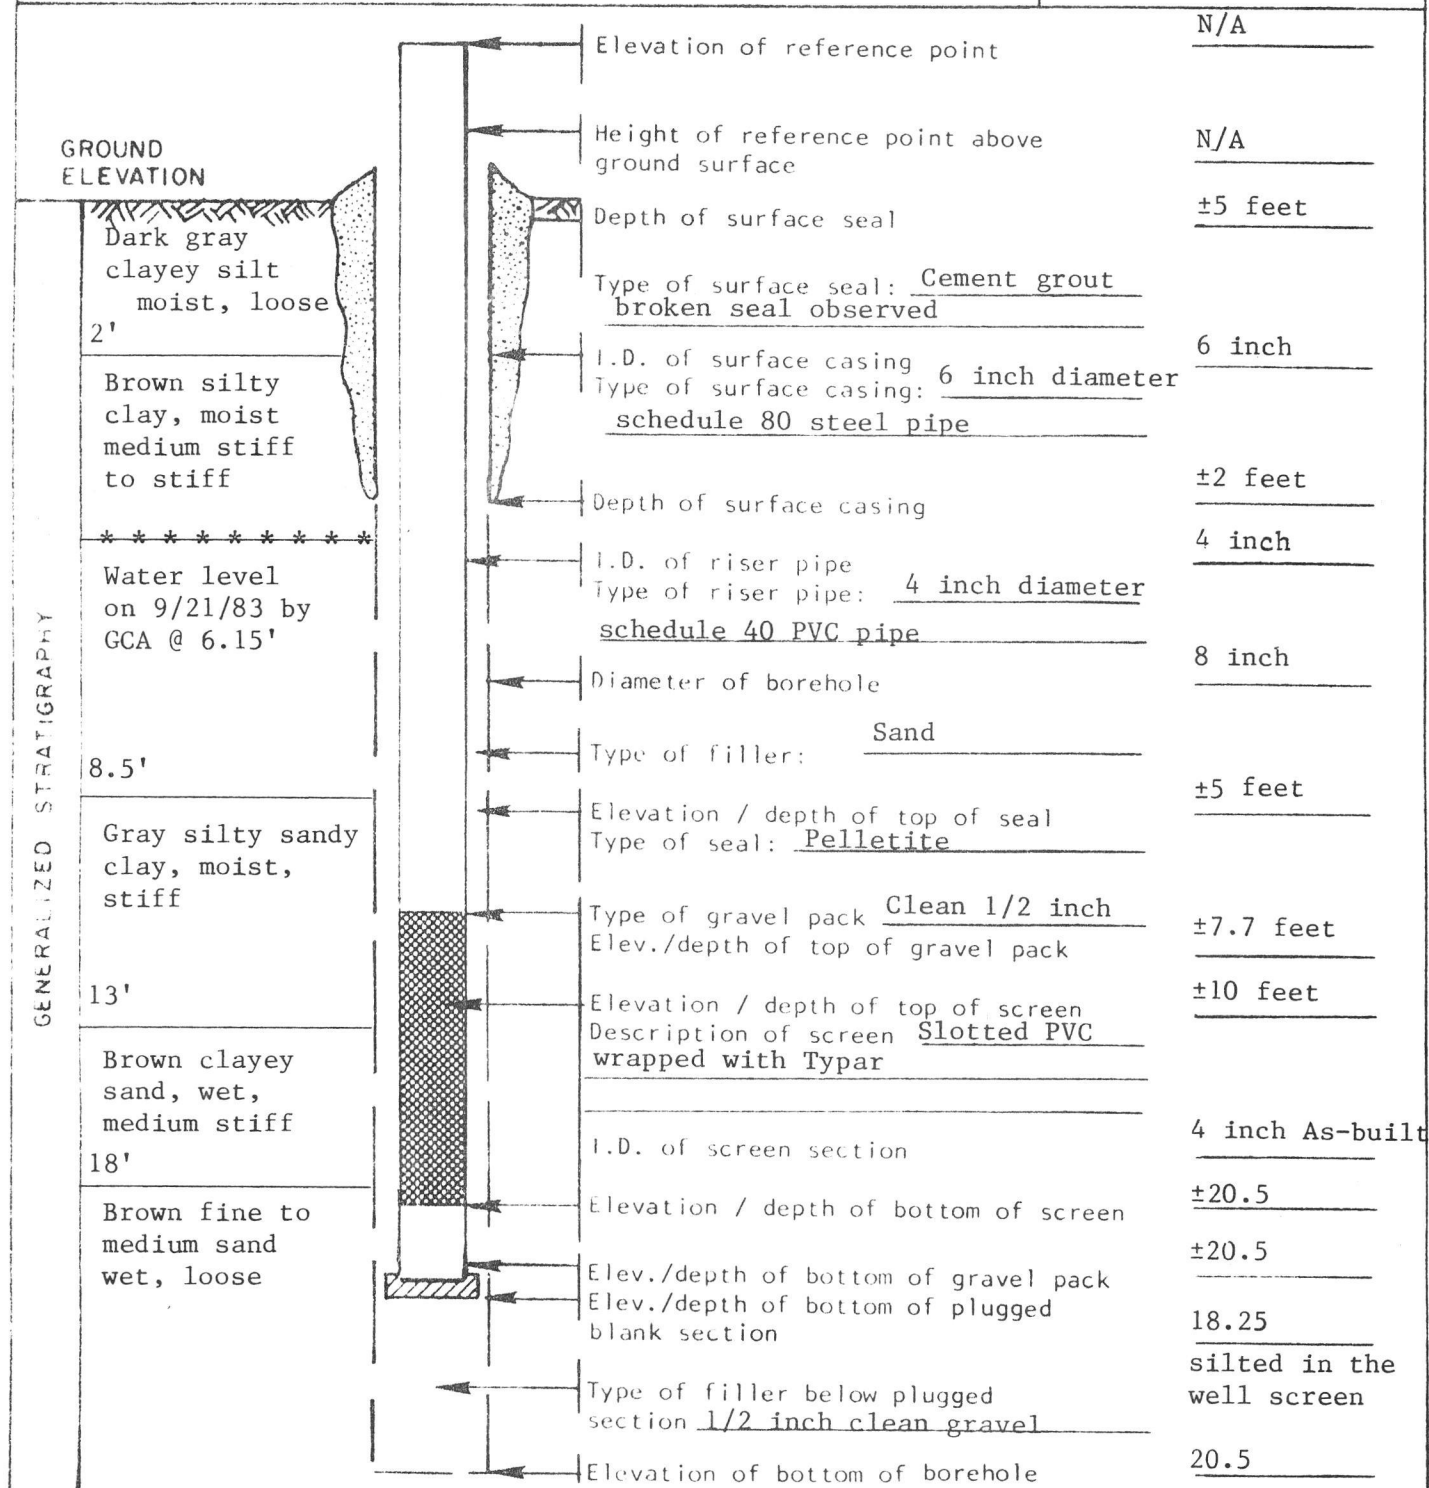 N/A
Elevation of reference point
Height of reference point above
ground surface
N/A
GROUND
ELEVATION
Depth of surface seal
±5 feet
Type of surface seal: Cement grout
broken seal observed
I.D. of surface casing
6 inch
Type of surface casing: 6 inch diameter
schedule 80 steel pipe
Depth of surface casing
±2 feet
I.D. of riser pipe
4 inch
Type of riser pipe: 4 inch diameter
schedule 40 PVC pipe
Diameter of borehole
8 inch
Type of filler: Sand
Elevation / depth of top of seal
±5 feet
Type of seal: Pelletite
Type of gravel pack Clean 1/2 inch
Elev./depth of top of gravel pack
±7.7 feet
Elevation / depth of top of screen
±10 feet
Description of screen Slotted PVC
wrapped with Typar
I.D. of screen section
4 inch As-built
Elevation / depth of bottom of screen
±20.5
Elev./depth of bottom of gravel pack
±20.5
Elev./depth of bottom of plugged
blank section
18.25
silted in the
well screen
Type of filler below plugged
section 1/2 inch clean gravel
Elevation of bottom of borehole
20.5
GENERALIZED STRATIGRAPHY
Dark gray
clayey silt
moist, loose
2'
Brown silty
clay, moist
medium stiff
to stiff
* * * * * * * * *
Water level
on 9/21/83 by
GCA @ 6.15'
8.5'
Gray silty sandy
clay, moist,
stiff
13'
Brown clayey
sand, wet,
medium stiff
18'
Brown fine to
medium sand
wet, loose